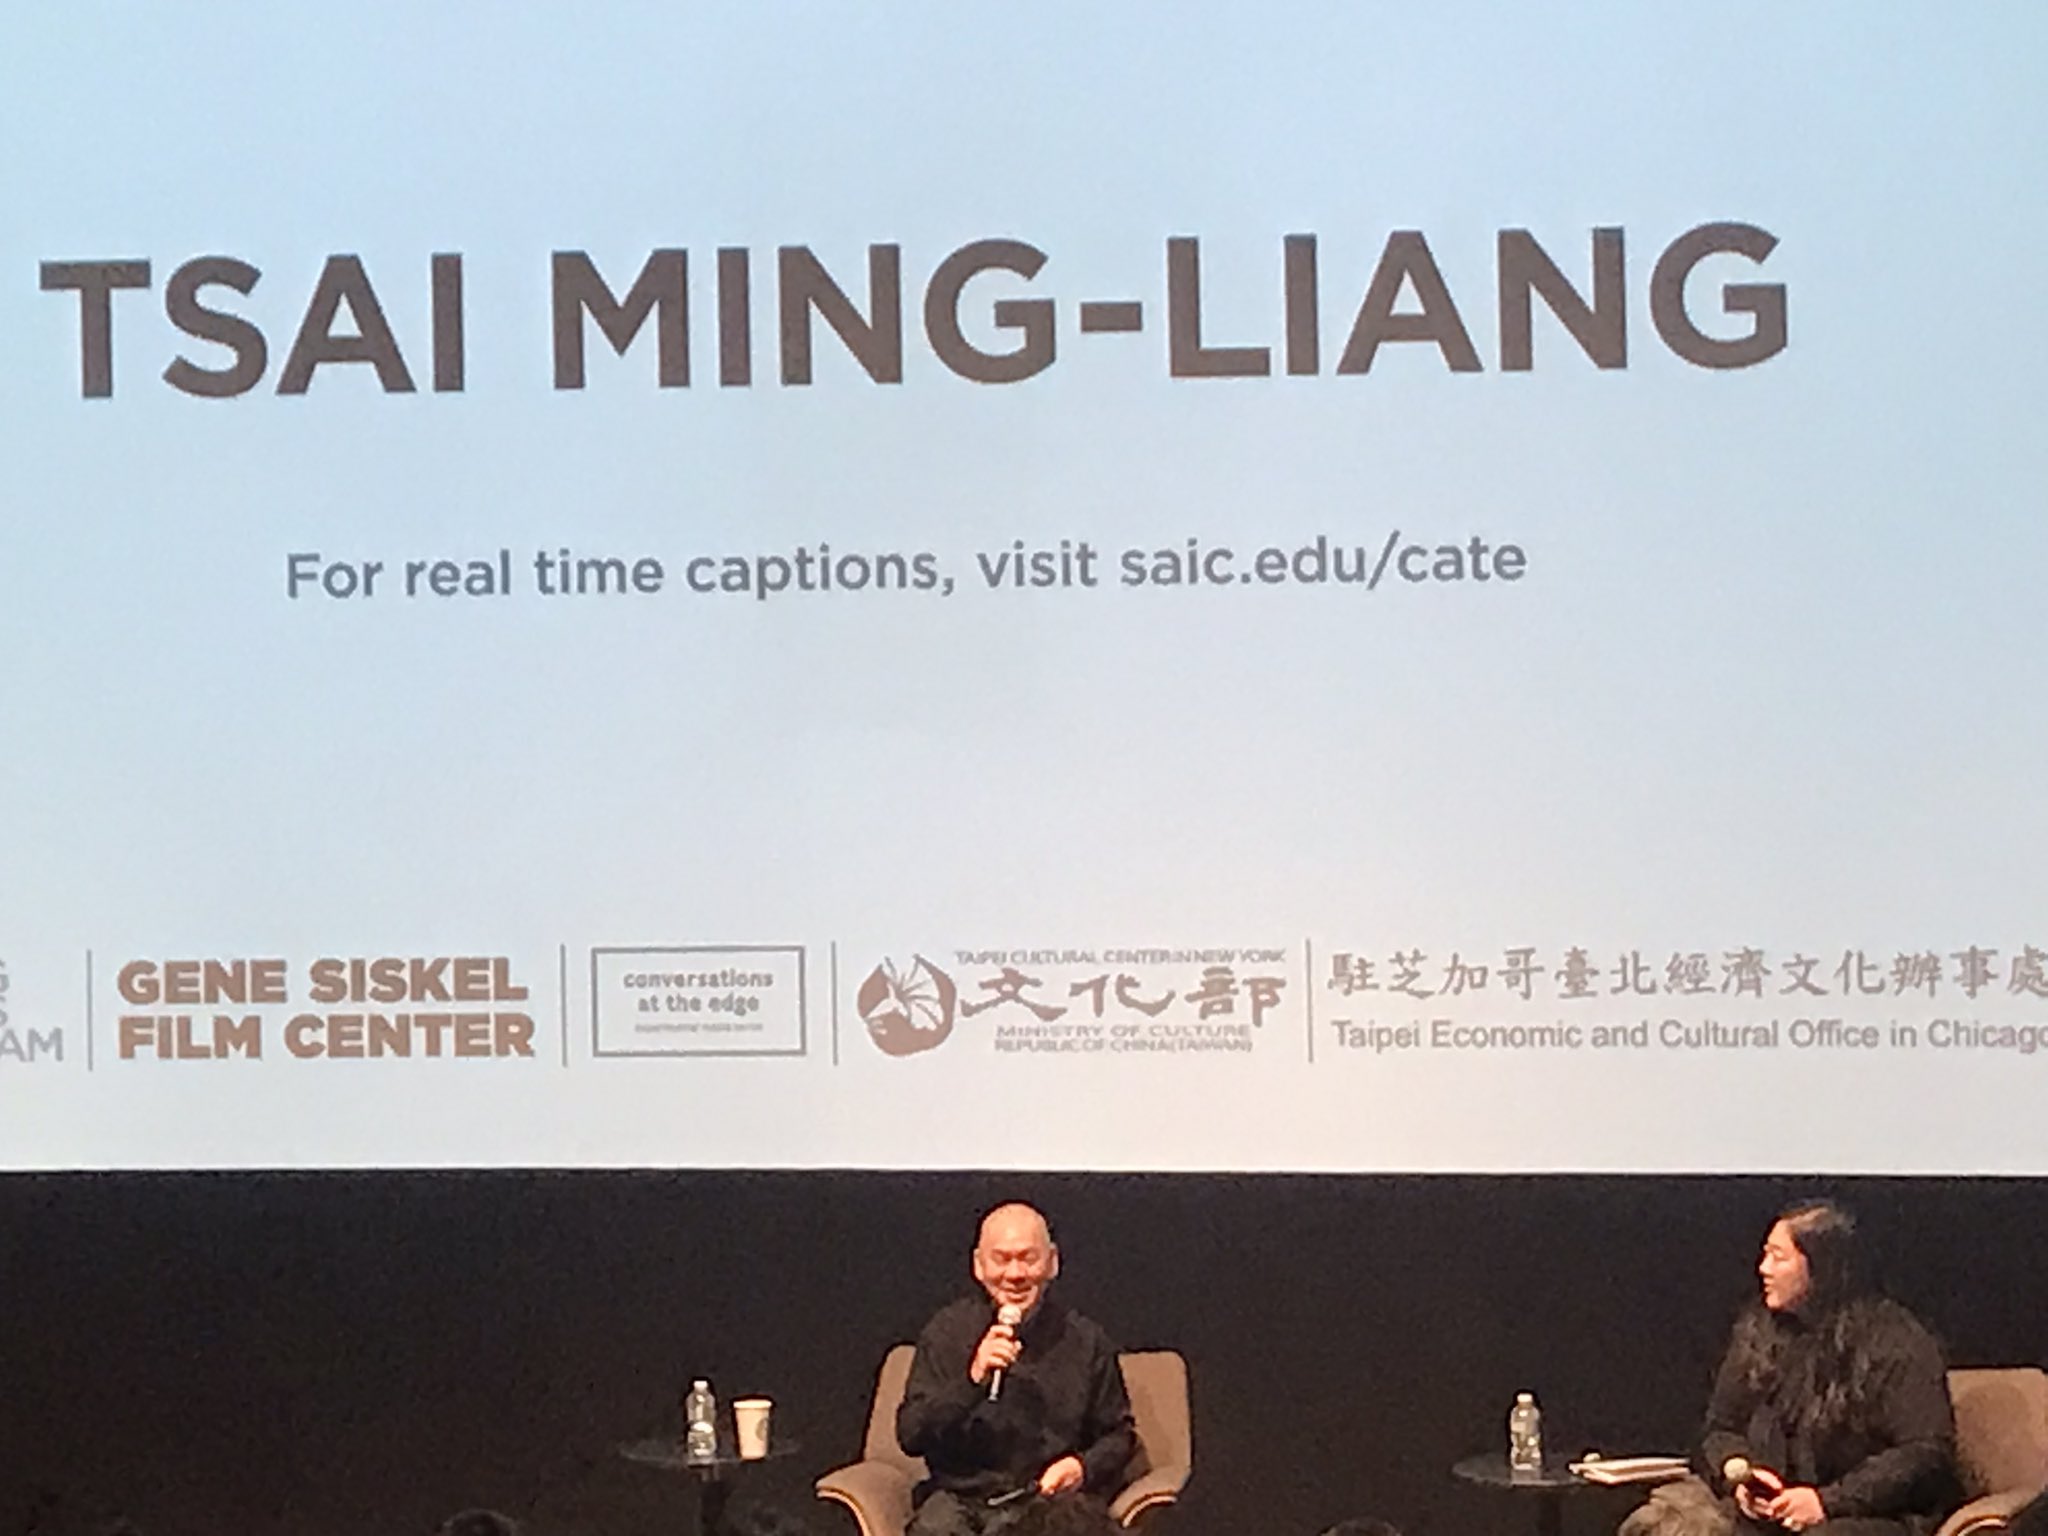 TSAI MING-LIANG
For real time captions, visit saic.edu/cate
AM
GENE SISKEL
FILM CENTER
conversations
at the edge
TAIPEI CULTURAL CENTER IN NEW YORK
文化部
MINISTRY OF CULTURE
REPUBLIC OF CHINA (TAIWAN)
駐芝加哥臺北經濟文化辦事處
Taipei Economic and Cultural Office in Chicago